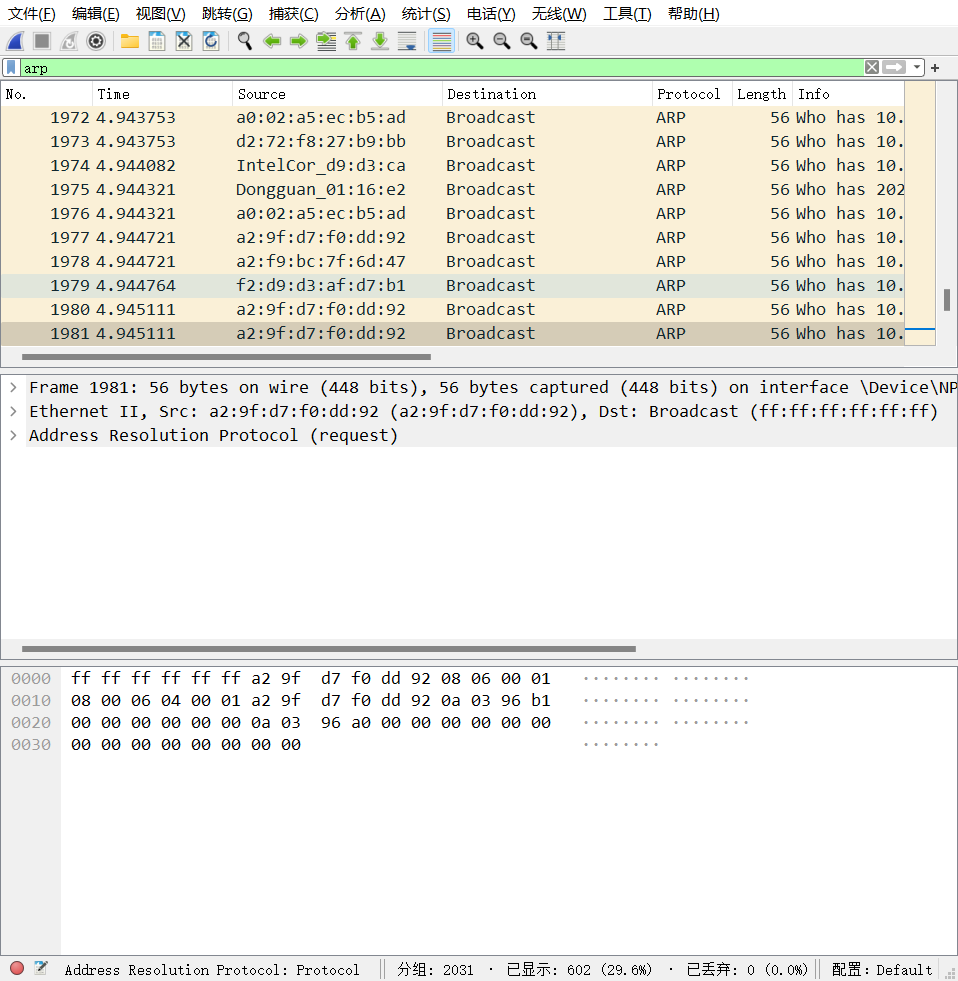 文件(F) 编辑(E) 视图(V) 跳转(G) 捕获(C) 分析(A) 统计(S) 电话(Y) 无线(W) 工具(T) 帮助(H)
arp
No. Time Source Destination Protocol Length Info
1972 4.943753 a0:02:a5:ec:b5:ad Broadcast ARP 56 Who has 10.
1973 4.943753 d2:72:f8:27:b9:bb Broadcast ARP 56 Who has 10.
1974 4.944082 IntelCor_d9:d3:ca Broadcast ARP 56 Who has 10.
1975 4.944321 Dongguan_01:16:e2 Broadcast ARP 56 Who has 202
1976 4.944321 a0:02:a5:ec:b5:ad Broadcast ARP 56 Who has 10.
1977 4.944721 a2:9f:d7:f0:dd:92 Broadcast ARP 56 Who has 10.
1978 4.944721 a2:f9:bc:7f:6d:47 Broadcast ARP 56 Who has 10.
1979 4.944764 f2:d9:d3:af:d7:b1 Broadcast ARP 56 Who has 10.
1980 4.945111 a2:9f:d7:f0:dd:92 Broadcast ARP 56 Who has 10.
1981 4.945111 a2:9f:d7:f0:dd:92 Broadcast ARP 56 Who has 10.
Frame 1981: 56 bytes on wire (448 bits), 56 bytes captured (448 bits) on interface \Device\NP
Ethernet II, Src: a2:9f:d7:f0:dd:92 (a2:9f:d7:f0:dd:92), Dst: Broadcast (ff:ff:ff:ff:ff:ff)
Address Resolution Protocol (request)
0000 ff ff ff ff ff ff a2 9f d7 f0 dd 92 08 06 00 01 ········ ········
0010 08 00 06 04 00 01 a2 9f d7 f0 dd 92 0a 03 96 b1 ········ ········
0020 00 00 00 00 00 00 0a 03 96 a0 00 00 00 00 00 00 ········ ········
0030 00 00 00 00 00 00 00 00 ········
Address Resolution Protocol: Protocol 分组: 2031 · 已显示: 602 (29.6%) · 已丢弃: 0 (0.0%) 配置: Default